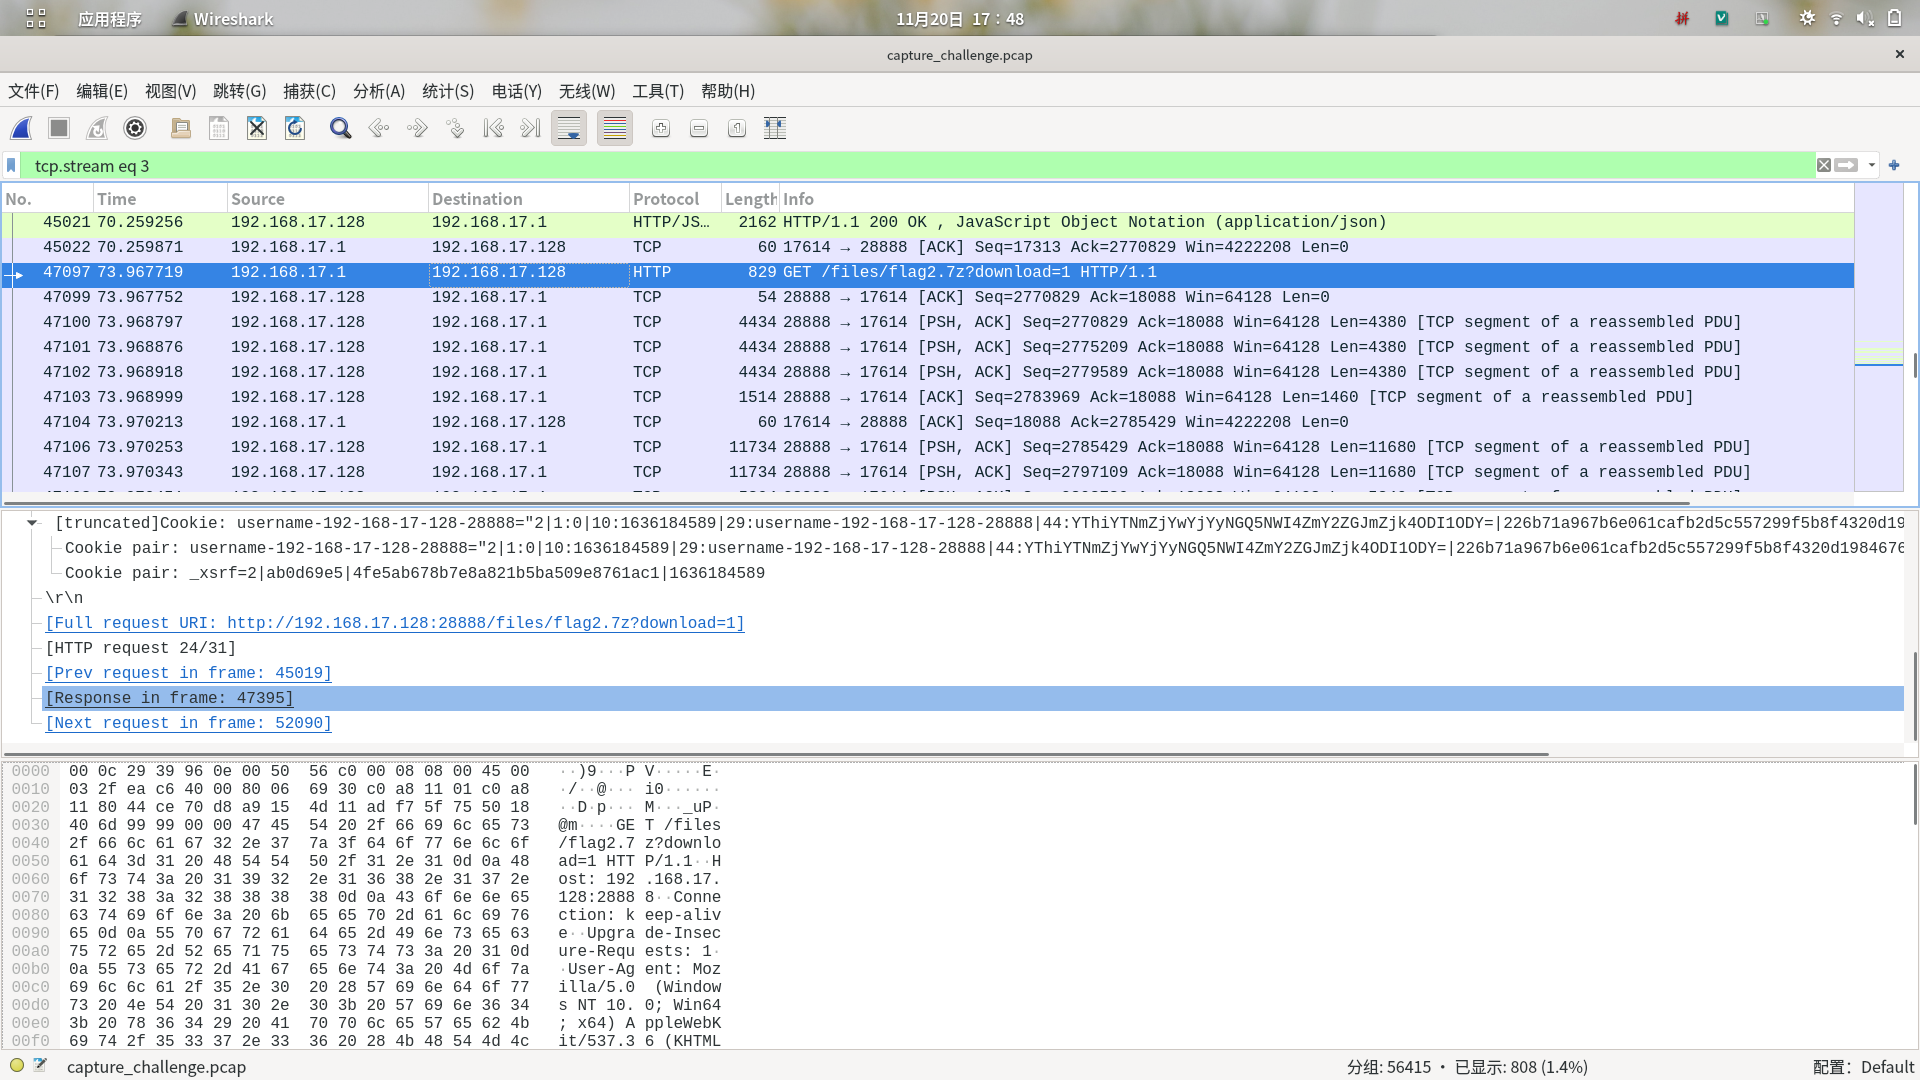 应用程序 Wireshark 11月20日 17：48 拼
capture_challenge.pcap
文件(F) 编辑(E) 视图(V) 跳转(G) 捕获(C) 分析(A) 统计(S) 电话(Y) 无线(W) 工具(T) 帮助(H)
tcp.stream eq 3
No. Time Source Destination Protocol Length Info
45021 70.259256 192.168.17.128 192.168.17.1 HTTP/JS… 2162 HTTP/1.1 200 OK , JavaScript Object Notation (application/json)
45022 70.259871 192.168.17.1 192.168.17.128 TCP 60 17614 → 28888 [ACK] Seq=17313 Ack=2770829 Win=4222208 Len=0
47097 73.967719 192.168.17.1 192.168.17.128 HTTP 829 GET /files/flag2.7z?download=1 HTTP/1.1
47099 73.967752 192.168.17.128 192.168.17.1 TCP 54 28888 → 17614 [ACK] Seq=2770829 Ack=18088 Win=64128 Len=0
47100 73.968797 192.168.17.128 192.168.17.1 TCP 4434 28888 → 17614 [PSH, ACK] Seq=2770829 Ack=18088 Win=64128 Len=4380 [TCP segment of a reassembled PDU]
47101 73.968876 192.168.17.128 192.168.17.1 TCP 4434 28888 → 17614 [PSH, ACK] Seq=2775209 Ack=18088 Win=64128 Len=4380 [TCP segment of a reassembled PDU]
47102 73.968918 192.168.17.128 192.168.17.1 TCP 4434 28888 → 17614 [PSH, ACK] Seq=2779589 Ack=18088 Win=64128 Len=4380 [TCP segment of a reassembled PDU]
47103 73.968999 192.168.17.128 192.168.17.1 TCP 1514 28888 → 17614 [ACK] Seq=2783969 Ack=18088 Win=64128 Len=1460 [TCP segment of a reassembled PDU]
47104 73.970213 192.168.17.1 192.168.17.128 TCP 60 17614 → 28888 [ACK] Seq=18088 Ack=2785429 Win=4222208 Len=0
47106 73.970253 192.168.17.128 192.168.17.1 TCP 11734 28888 → 17614 [PSH, ACK] Seq=2785429 Ack=18088 Win=64128 Len=11680 [TCP segment of a reassembled PDU]
47107 73.970343 192.168.17.128 192.168.17.1 TCP 11734 28888 → 17614 [PSH, ACK] Seq=2797109 Ack=18088 Win=64128 Len=11680 [TCP segment of a reassembled PDU]
[truncated]Cookie: username-192-168-17-128-28888="2|1:0|10:1636184589|29:username-192-168-17-128-28888|44:YThiYTNmZjYwYjYyNGQ5NWI4ZmY2ZGJmZjk4ODI1ODY=|226b71a967b6e061cafb2d5c557299f5b8f4320d19
Cookie pair: username-192-168-17-128-28888="2|1:0|10:1636184589|29:username-192-168-17-128-28888|44:YThiYTNmZjYwYjYyNGQ5NWI4ZmY2ZGJmZjk4ODI1ODY=|226b71a967b6e061cafb2d5c557299f5b8f4320d1984676
Cookie pair: _xsrf=2|ab0d69e5|4fe5ab678b7e8a821b5ba509e8761ac1|1636184589
\r\n
[Full request URI: http://192.168.17.128:28888/files/flag2.7z?download=1]
[HTTP request 24/31]
[Prev request in frame: 45019]
[Response in frame: 47395]
[Next request in frame: 52090]
0000 00 0c 29 39 96 0e 00 50 56 c0 00 08 08 00 45 00 ··)9···P V·····E·
0010 03 2f ea c6 40 00 80 06 69 30 c0 a8 11 01 c0 a8 ·/··@··· i0······
0020 11 80 44 ce 70 d8 a9 15 4d 11 ad f7 5f 75 50 18 ··D·p··· M···_uP·
0030 40 6d 99 99 00 00 47 45 54 20 2f 66 69 6c 65 73 @m····GE T /files
0040 2f 66 6c 61 67 32 2e 37 7a 3f 64 6f 77 6e 6c 6f /flag2.7 z?downlo
0050 61 64 3d 31 20 48 54 54 50 2f 31 2e 31 0d 0a 48 ad=1 HTT P/1.1··H
0060 6f 73 74 3a 20 31 39 32 2e 31 36 38 2e 31 37 2e ost: 192 .168.17.
0070 31 32 38 3a 32 38 38 38 38 0d 0a 43 6f 6e 6e 65 128:2888 8··Conne
0080 63 74 69 6f 6e 3a 20 6b 65 65 70 2d 61 6c 69 76 ction: k eep-aliv
0090 65 0d 0a 55 70 67 72 61 64 65 2d 49 6e 73 65 63 e··Upgra de-Insec
00a0 75 72 65 2d 52 65 71 75 65 73 74 73 3a 20 31 0d ure-Requ ests: 1·
00b0 0a 55 73 65 72 2d 41 67 65 6e 74 3a 20 4d 6f 7a ·User-Ag ent: Moz
00c0 69 6c 6c 61 2f 35 2e 30 20 28 57 69 6e 64 6f 77 illa/5.0 (Window
00d0 73 20 4e 54 20 31 30 2e 30 3b 20 57 69 6e 36 34 s NT 10. 0; Win64
00e0 3b 20 78 36 34 29 20 41 70 70 6c 65 57 65 62 4b ; x64) A ppleWebK
00f0 69 74 2f 35 33 37 2e 33 36 20 28 4b 48 54 4d 4c it/537.3 6 (KHTML
capture_challenge.pcap 分组: 56415 · 已显示: 808 (1.4%) 配置: Default